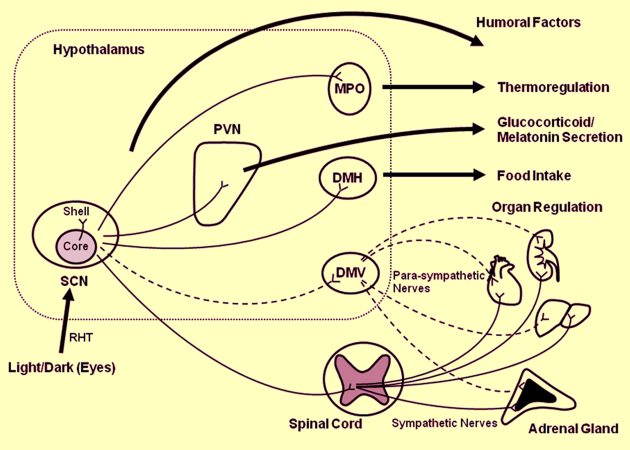 Humoral Factors
Hypothalamus
MPO
Thermoregulation
PVN
Glucocorticoid/
Melatonin Secretion
DMH
Food Intake
Shell
Core
SCN
Organ Regulation
DMV
Para-sympathetic
Nerves
RHT
Light/Dark (Eyes)
Spinal Cord
Sympathetic Nerves
Adrenal Gland